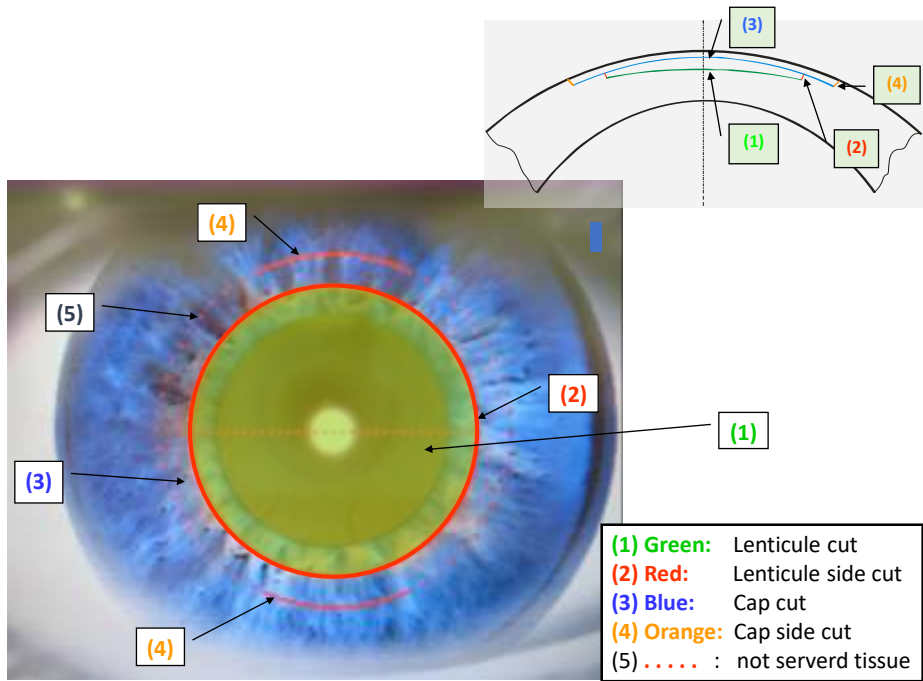 (3)
(4)
(1)
(2)
(4)
(5)
(2)
(1)
(3)
(4)
(1) Green: Lenticule cut
(2) Red: Lenticule side cut
(3) Blue: Cap cut
(4) Orange: Cap side cut
(5) . . . . . : not serverd tissue